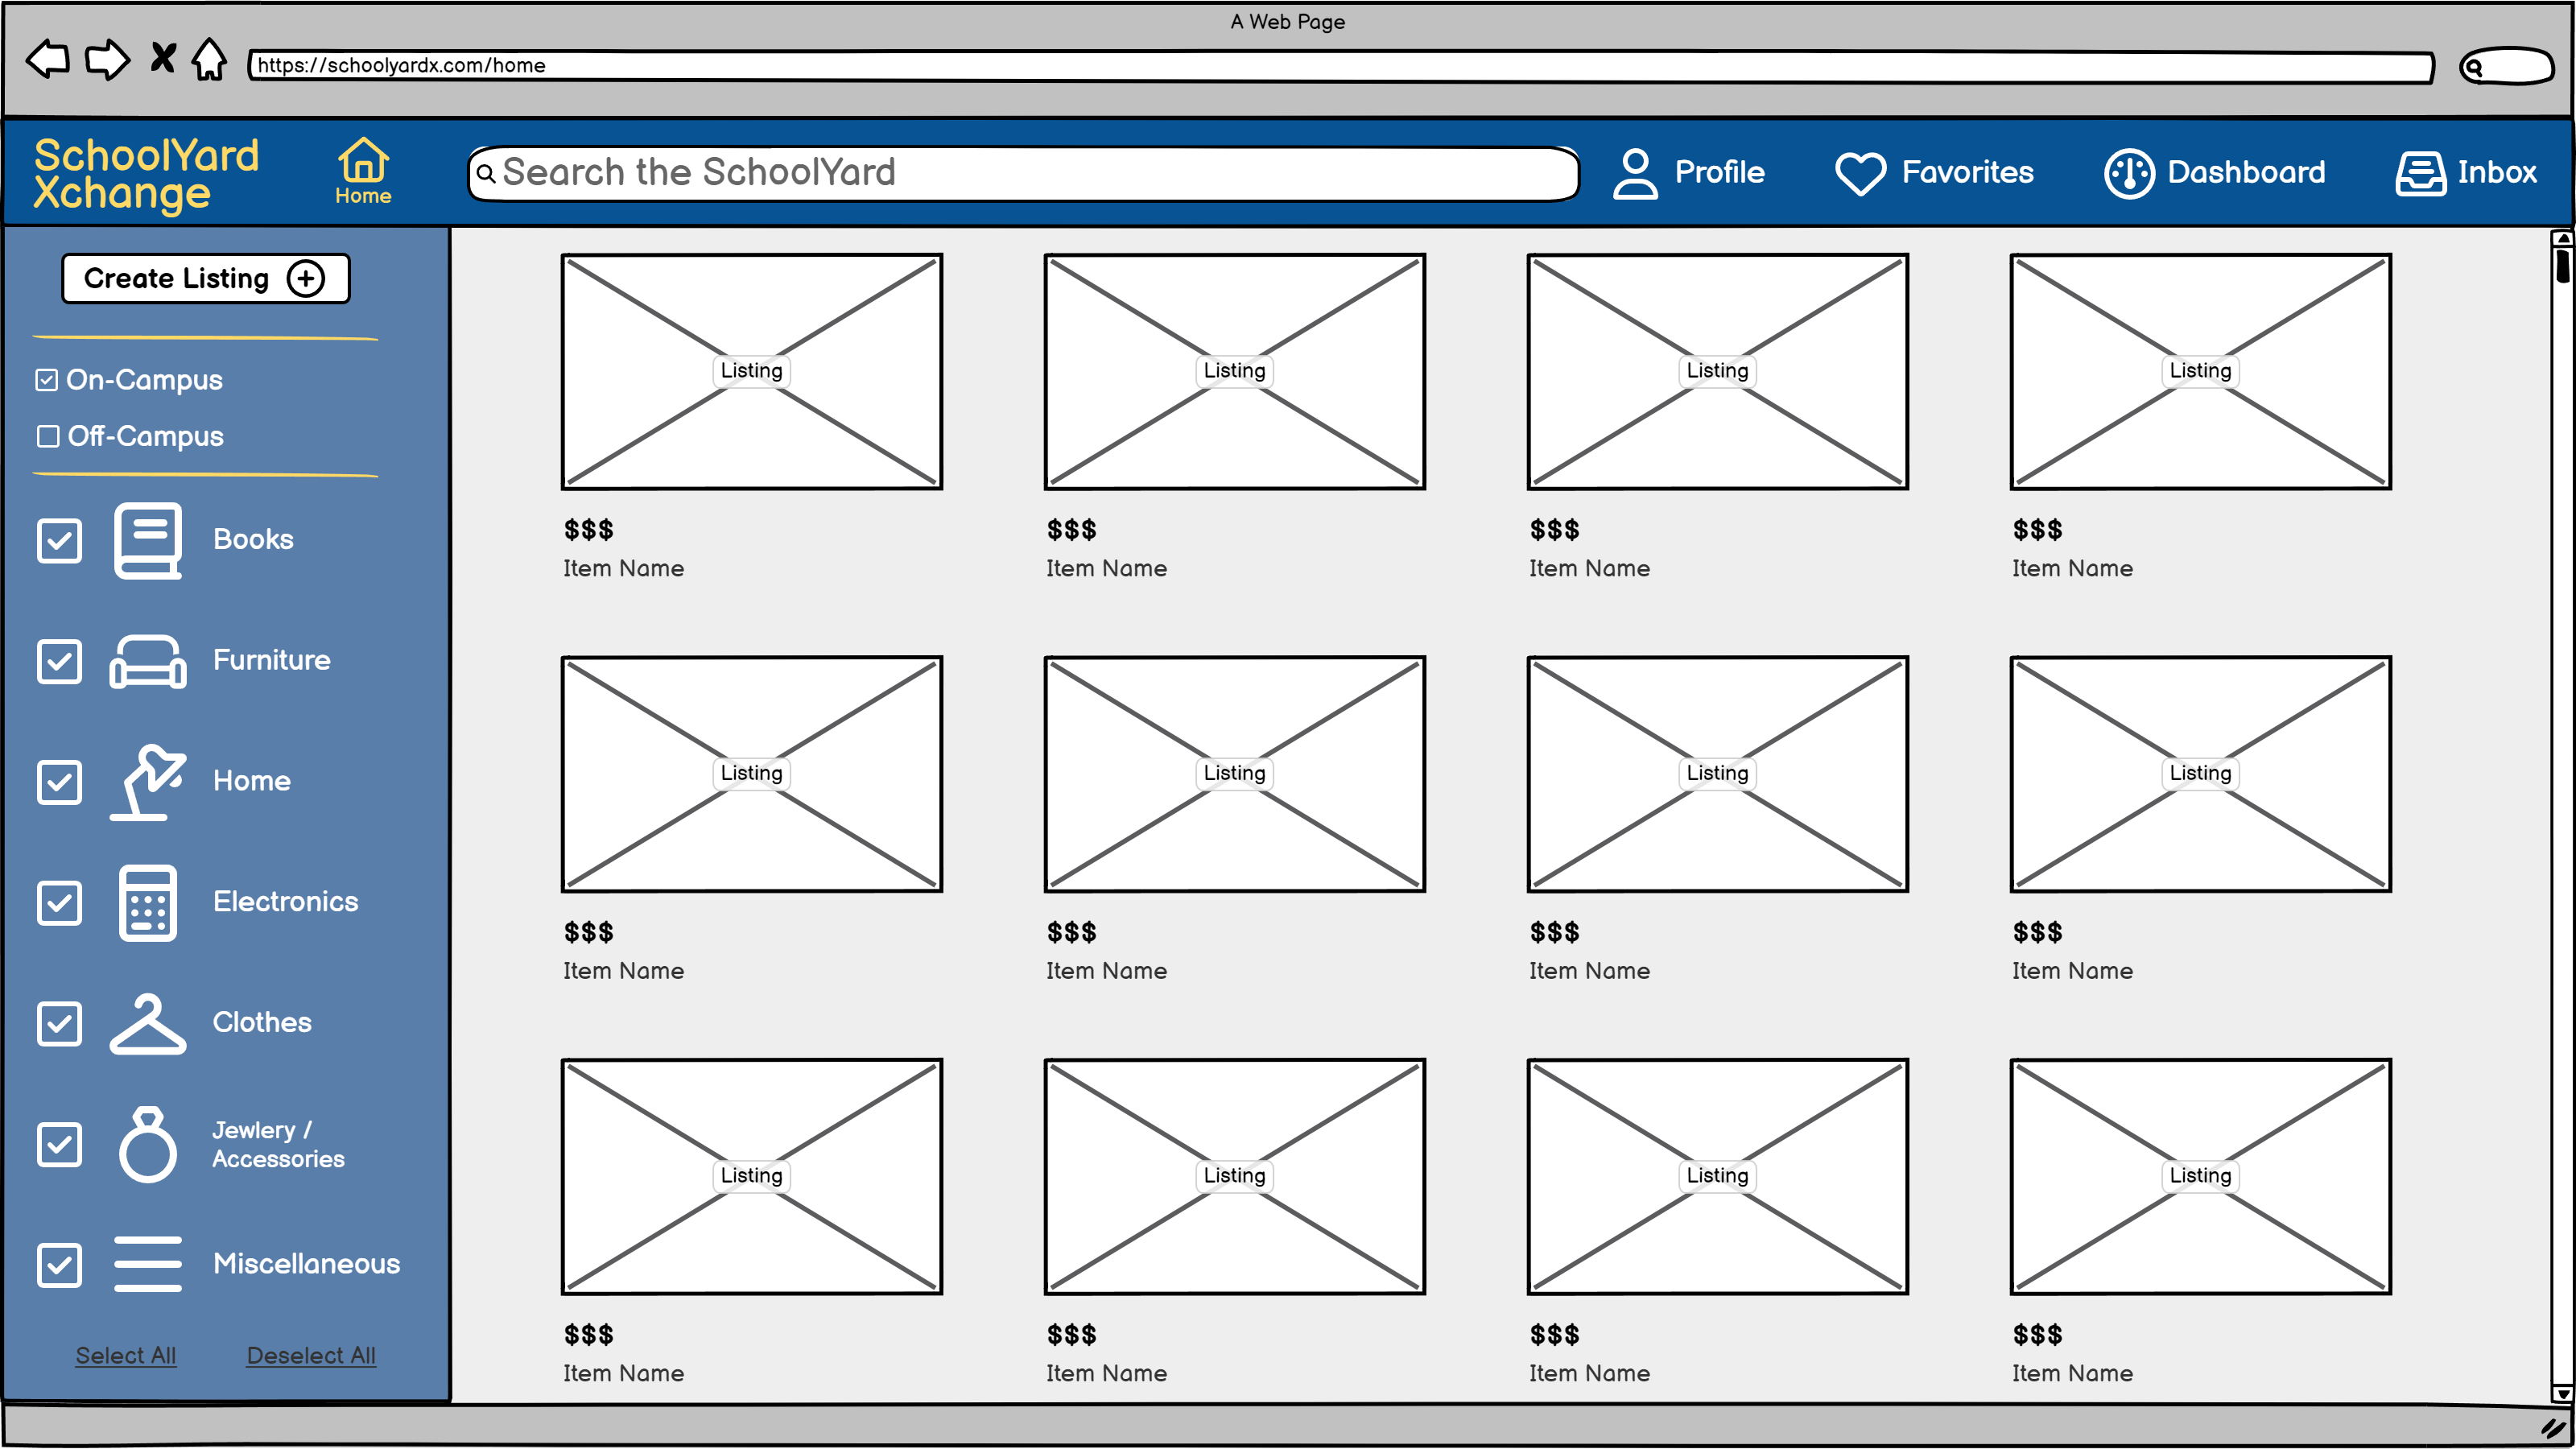 A Web Page
https://schoolyardx.com/home
SchoolYard
Xchange
Home
Search the SchoolYard
Profile
Favorites
Dashboard
Inbox
Create Listing
On-Campus
Off-Campus
Books
Furniture
Home
Electronics
Clothes
Jewlery /
Accessories
Miscellaneous
Select All Deselect All
Listing Listing Listing Listing
$$$ $$$ $$$ $$$
Item Name Item Name Item Name Item Name
Listing Listing Listing Listing
$$$ $$$ $$$ $$$
Item Name Item Name Item Name Item Name
Listing Listing Listing Listing
$$$ $$$ $$$ $$$
Item Name Item Name Item Name Item Name